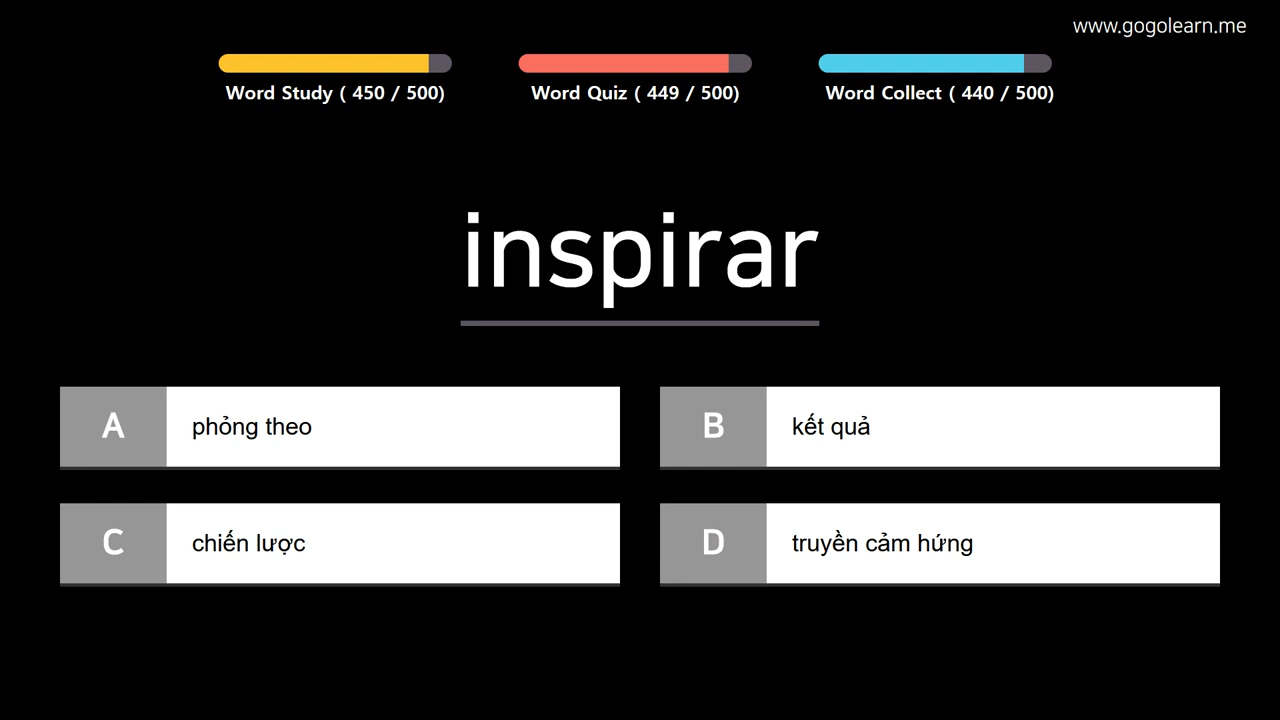 www.gogolearn.me
Word Study ( 450 / 500)
Word Quiz ( 449 / 500)
Word Collect ( 440 / 500)
inspirar
A
phỏng theo
B
kết quả
C
chiến lược
D
truyền cảm hứng